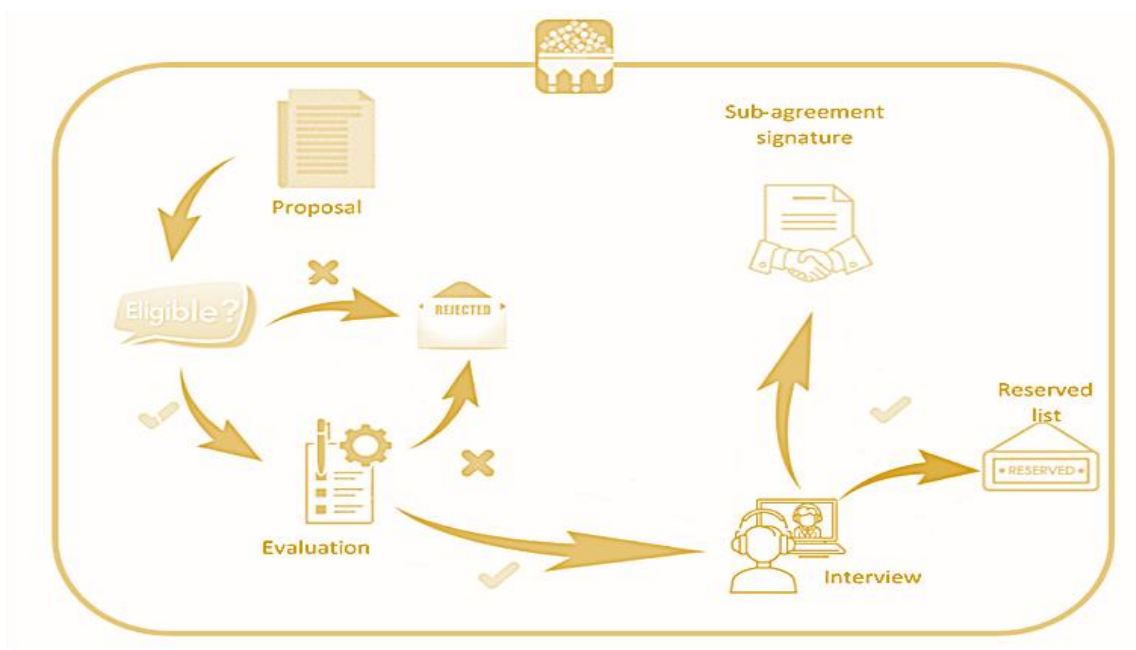 Proposal
Eligible?
REJECTED
Evaluation
Interview
Sub-agreement
signature
Reserved
list
• RESERVED •